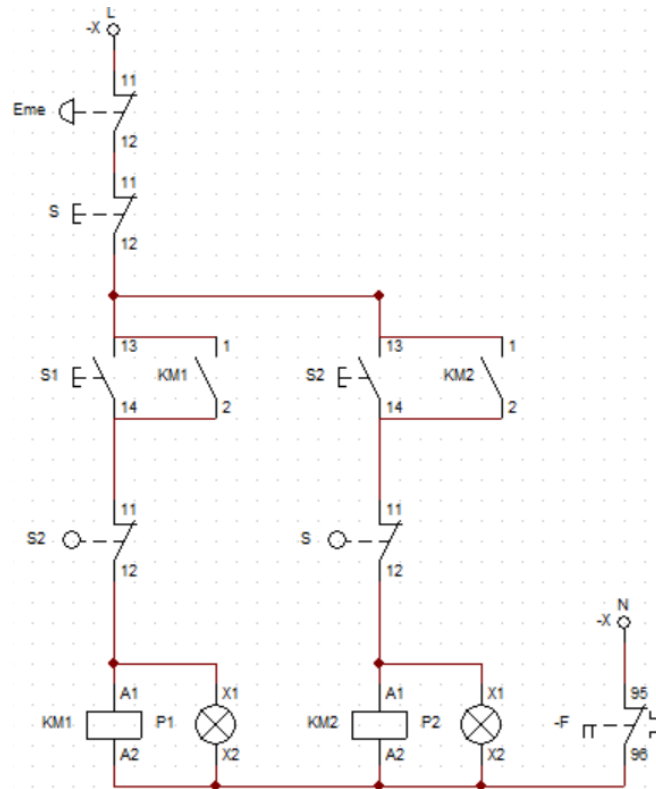 L
-X
11
Eme
12
11
S
12
13 1 13 1
S1 KM1 S2 KM2
14 2 14 2
11 11
S2 S
12 12
N
-X
A1 X1 A1 X1 95
KM1 P1 KM2 P2 -F
A2 X2 A2 X2 96